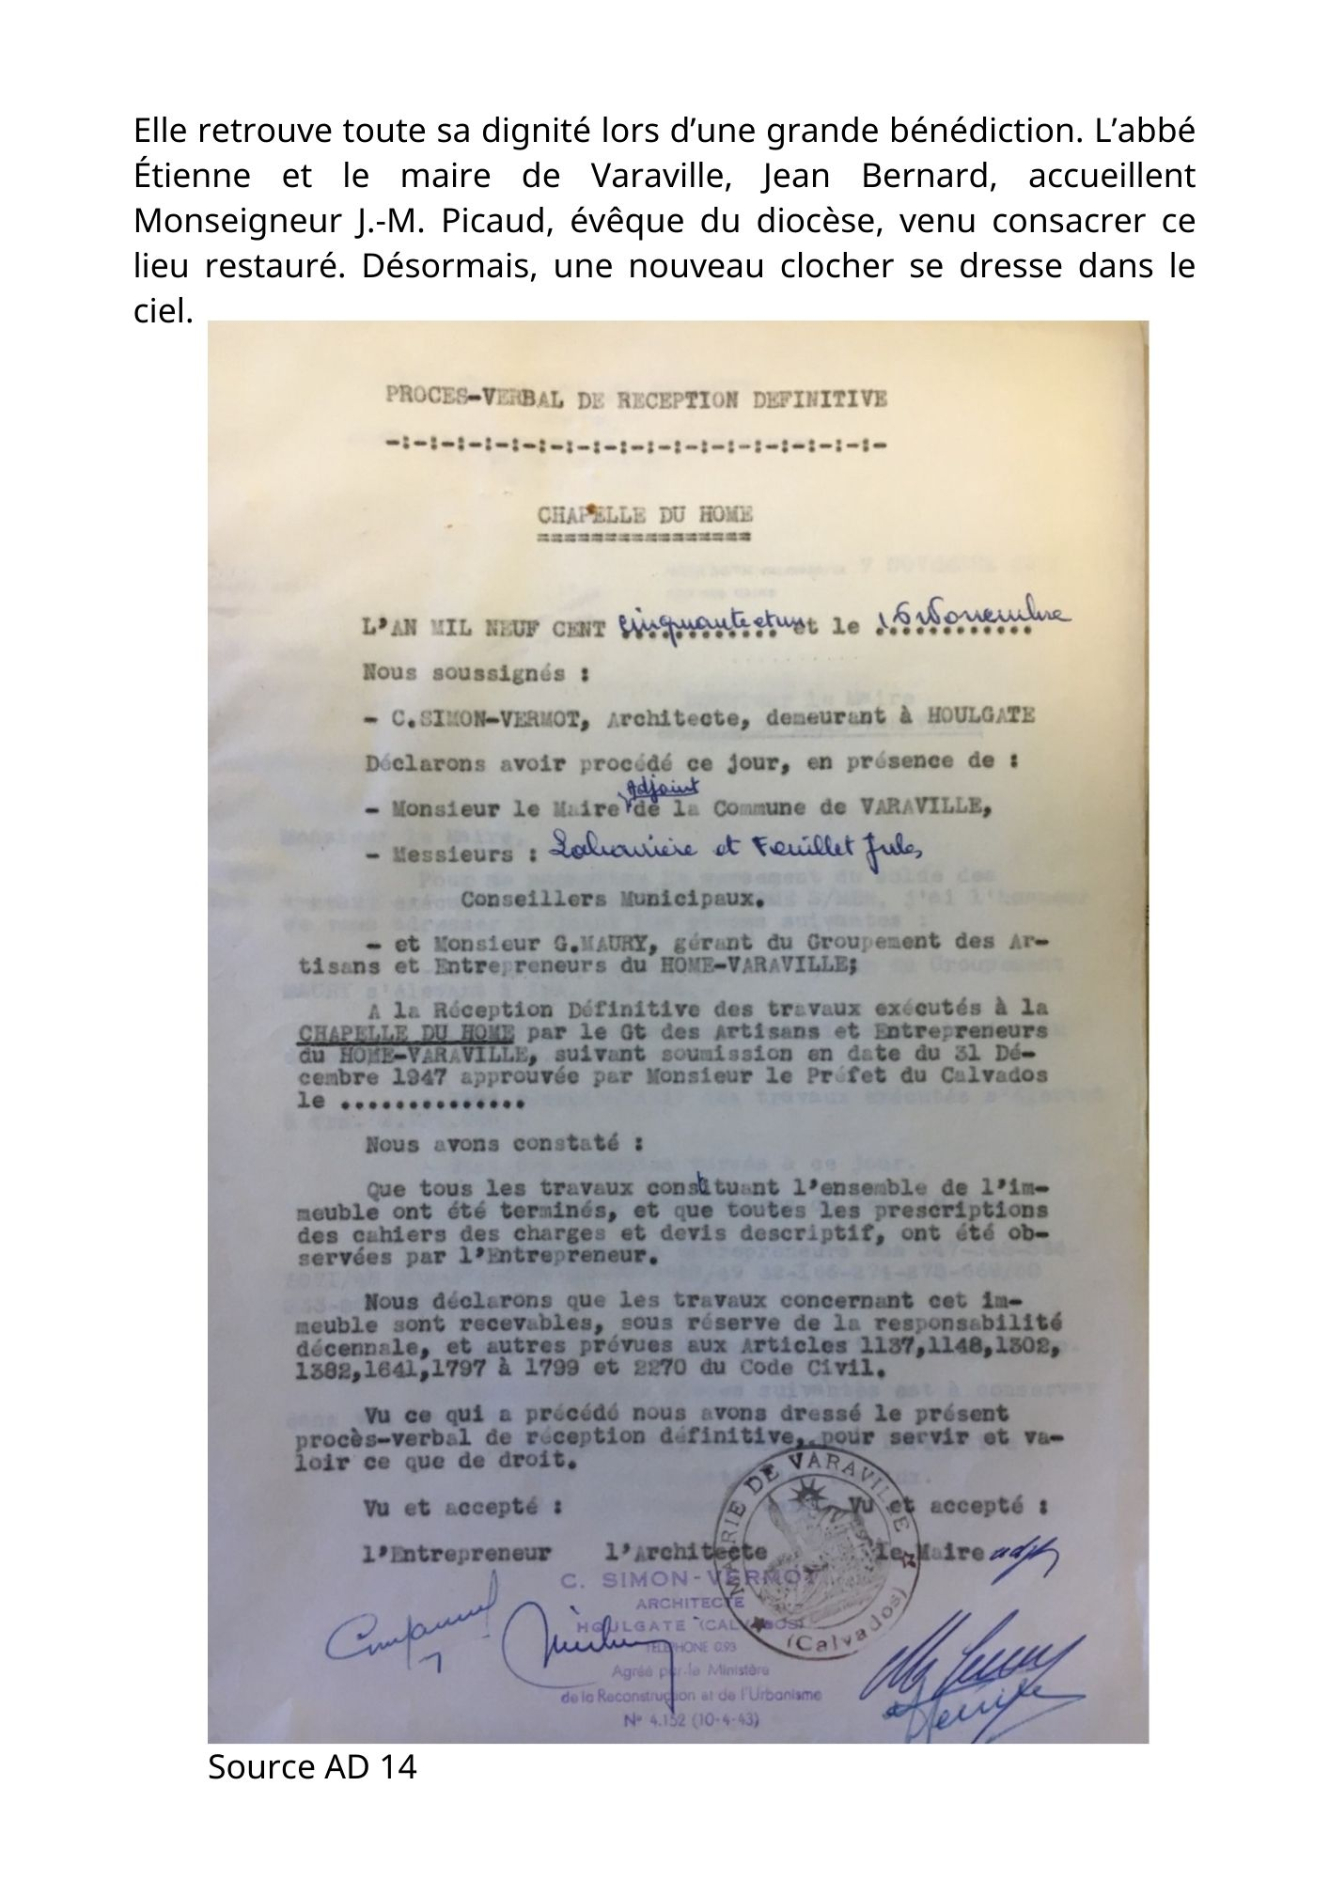 Elle retrouve toute sa dignité lors d’une grande bénédiction. L’abbé
Étienne et le maire de Varaville, Jean Bernard, accueillent
Monseigneur J.-M. Picaud, évêque du diocèse, venu consacrer ce
lieu restauré. Désormais, une nouveau clocher se dresse dans le
ciel.
PROCES-VERBAL DE RECEPTION DEFINITIVE
-:-:-:-:-:-:-:-:-:-:-:-:-:-:-:-:-:-:-
CHAPELLE DU HOME
================
L'AN MIL NEUF CENT cinquante et un et le 16 Novembre
Nous soussignés :
- C.SIMON-VERMOT, Architecte, demeurant à HOULGATE
Déclarons avoir procédé ce jour, en présence de :
Adjoint
- Monsieur le Maire de la Commune de VARAVILLE,
- Messieurs : et Feuillet Jules
Conseillers Municipaux.
- et Monsieur G.MAURY, gérant du Groupement des Ar-
tisans et Entrepreneurs du HOME-VARAVILLE;
A la Réception Définitive des travaux exécutés à la
CHAPELLE DU HOME par le Gt des Artisans et Entrepreneurs
du HOME-VARAVILLE, suivant soumission en date du 31 Dé-
cembre 1947 approuvée par Monsieur le Préfet du Calvados
le ..............
Nous avons constaté :
Que tous les travaux constituant l'ensemble de l'im-
meuble ont été terminés, et que toutes les prescriptions
des cahiers des charges et devis descriptif, ont été ob-
servées par l'Entrepreneur.
Nous déclarons que les travaux concernant cet im-
meuble sont recevables, sous réserve de la responsabilité
décennale, et autres prévues aux Articles 1137,1148,1302,
1382,1641,1797 à 1799 et 2270 du Code Civil.
Vu ce qui a précédé nous avons dressé le présent
procès-verbal de réception définitive, pour servir et va-
loir ce que de droit.
MAIRIE DE VARAVILLE
(Calvados)
Vu et accepté : Vu et accepté :
l'Entrepreneur l'Architecte le Maire adj
C. SIMON-VERMOT
ARCHITECTE
HOULGATE (CALVADOS)
TELEPHONE 0.93
Agréé par le Ministère
de la Reconstruction et de l'Urbanisme
N° 4.152 (10-4-43)
Source AD 14